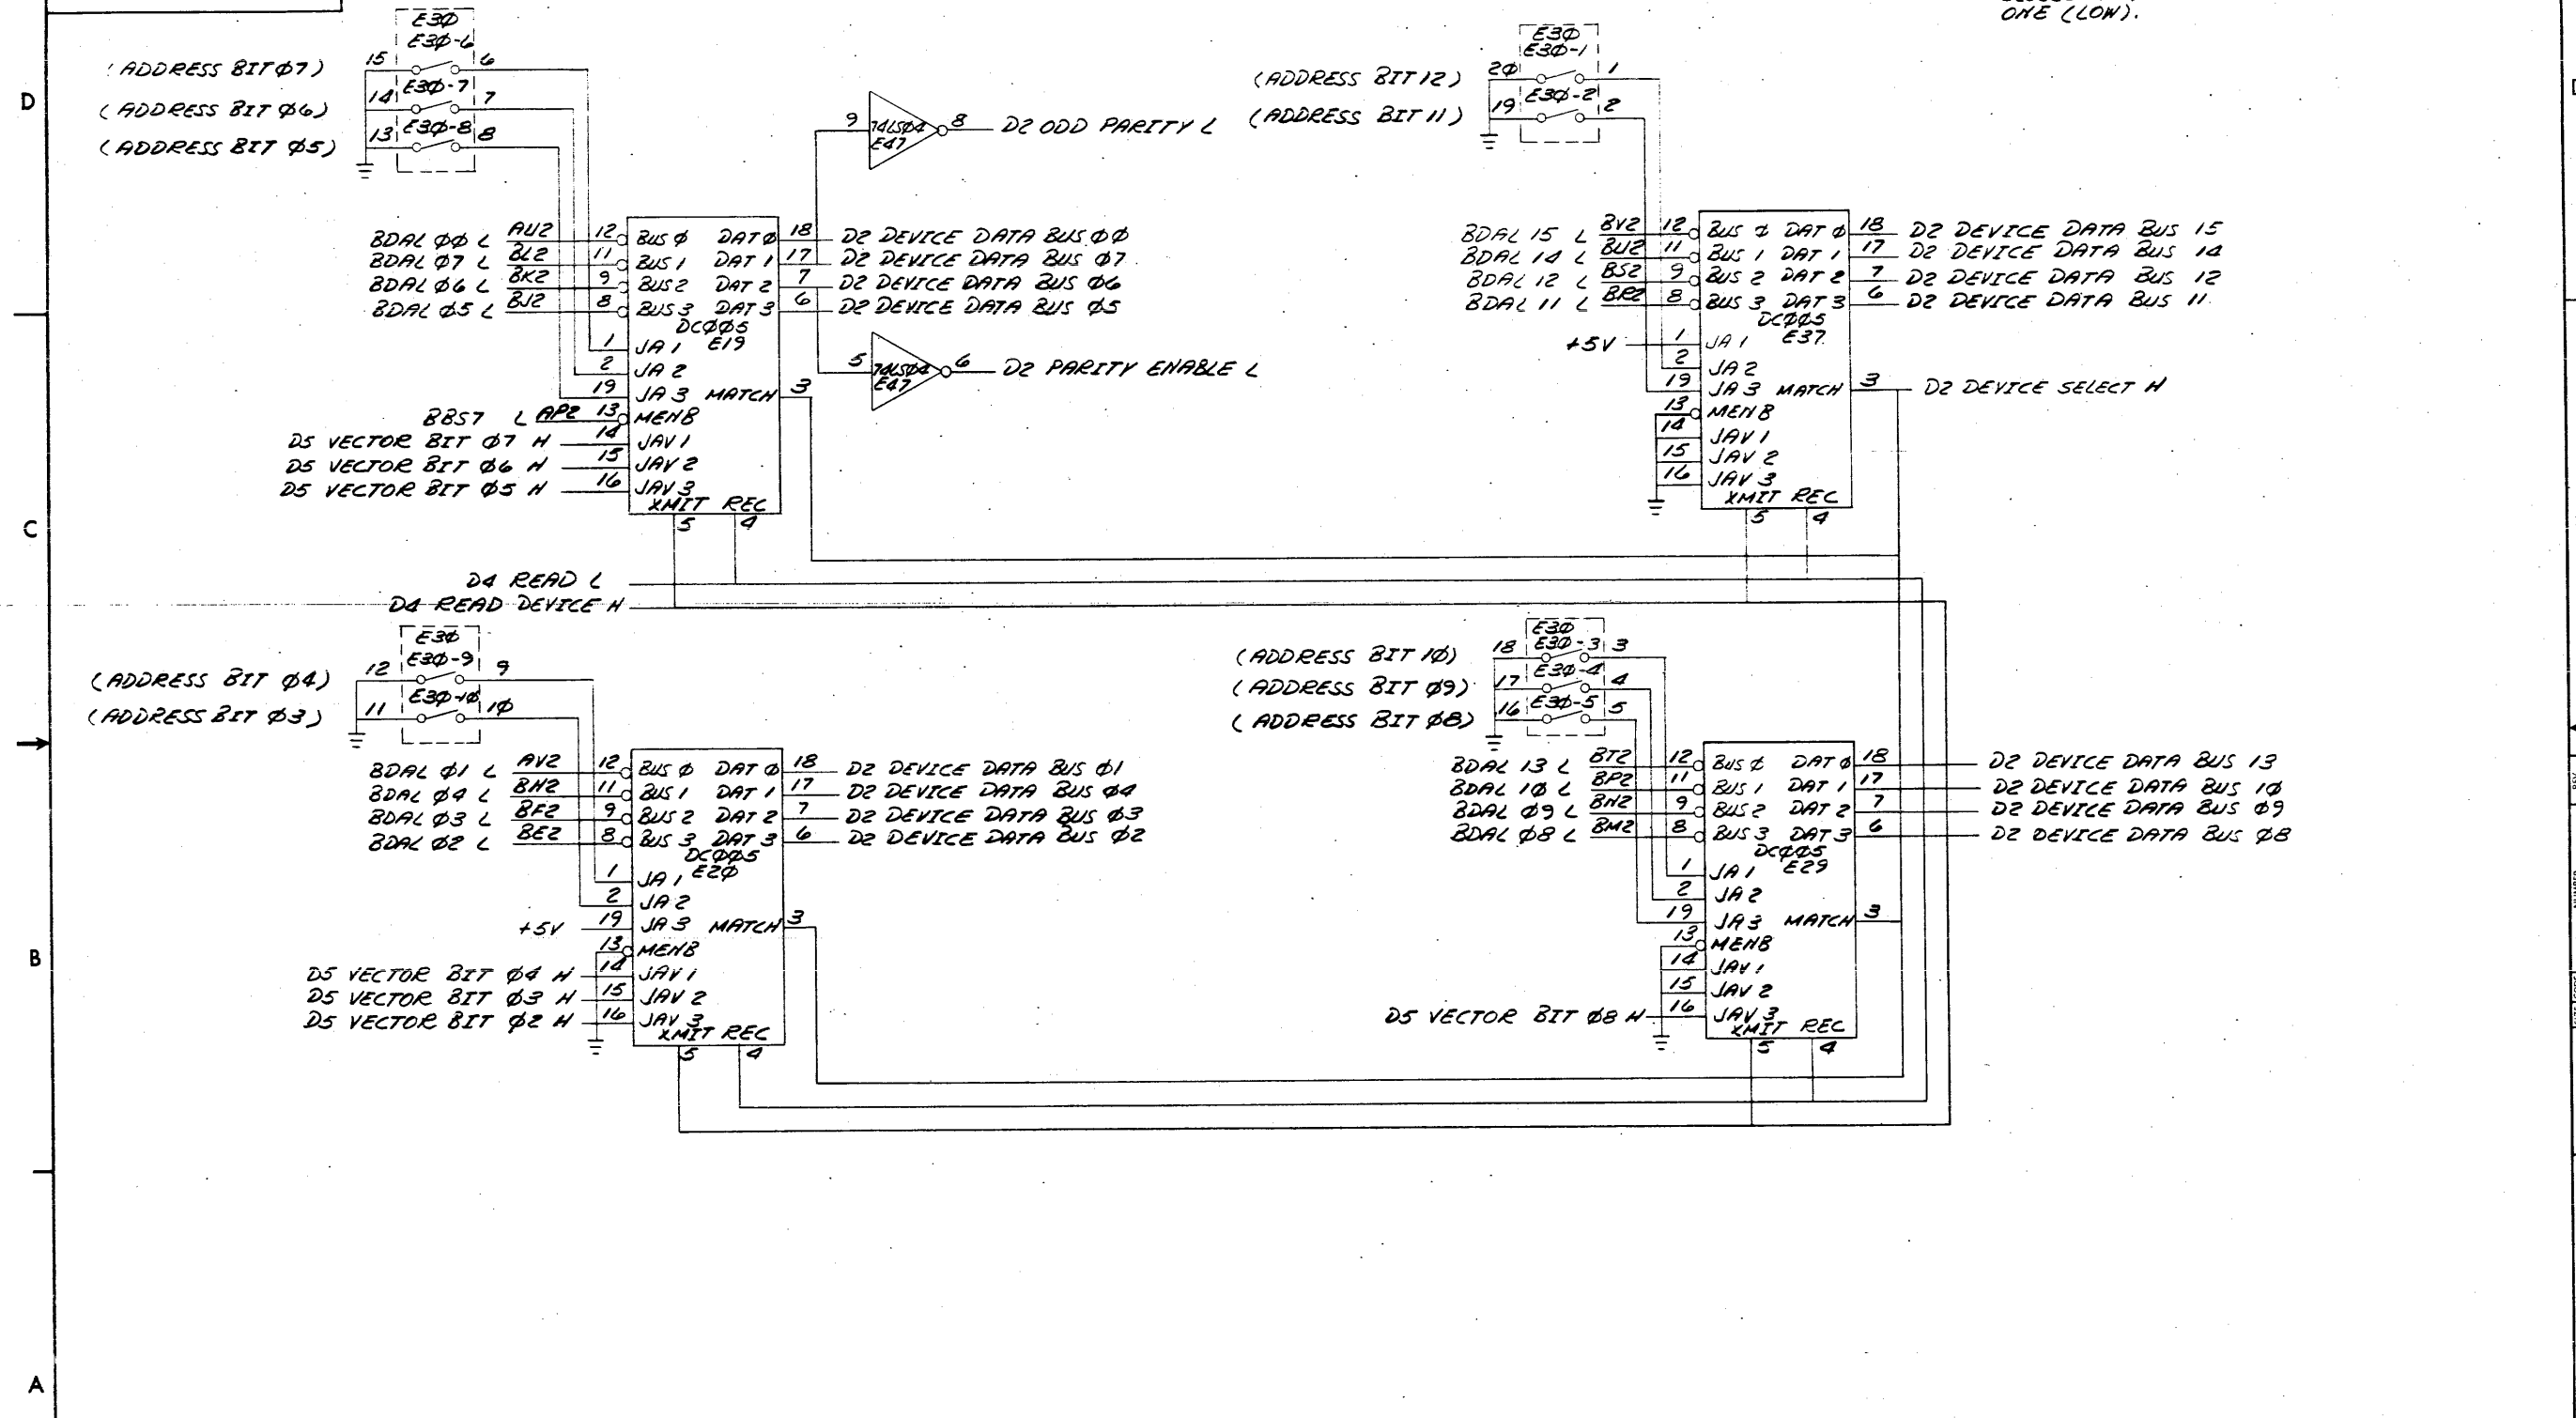 ONE (LOW).
D
C
B
A
E3Ø
E3Ø-6
(ADDRESS BIT Ø7) 15 6
E3Ø-7
(ADDRESS BIT Ø6) 14 7
E3Ø-8
(ADDRESS BIT Ø5) 13 8
9 74LSØ4 8 D2 ODD PARITY L
E47
E3Ø
E3Ø-1
(ADDRESS BIT 12) 2Ø 1
E3Ø-2
(ADDRESS BIT 11) 19 2
BDAL ØØ L AU2 12 BUS Ø DAT Ø 18 D2 DEVICE DATA BUS ØØ
BDAL Ø7 L BL2 11 BUS 1 DAT 1 17 D2 DEVICE DATA BUS Ø7
BDAL Ø6 L BK2 9 BUS 2 DAT 2 7 D2 DEVICE DATA BUS Ø6
BDAL Ø5 L BJ2 8 BUS 3 DAT 3 6 D2 DEVICE DATA BUS Ø5
DCØØ5
1 JA 1 E19
2 JA 2
19 JA 3 MATCH 3
BBS7 L AP2 13 MENB
D5 VECTOR BIT Ø7 H 14 JAV 1
D5 VECTOR BIT Ø6 H 15 JAV 2
D5 VECTOR BIT Ø5 H 16 JAV 3
XMIT REC
5 4
5 74LSØ4 6 D2 PARITY ENABLE L
E47
BDAL 15 L BV2 12 BUS Ø DAT Ø 18 D2 DEVICE DATA BUS 15
BDAL 14 L BU2 11 BUS 1 DAT 1 17 D2 DEVICE DATA BUS 14
BDAL 12 L BS2 9 BUS 2 DAT 2 7 D2 DEVICE DATA BUS 12
BDAL 11 L BR2 8 BUS 3 DAT 3 6 D2 DEVICE DATA BUS 11
DCØØ5
+5V 1 JA 1 E37
2 JA 2
19 JA 3 MATCH 3 D2 DEVICE SELECT H
13 MENB
14 JAV 1
15 JAV 2
16 JAV 3
XMIT REC
5 4
D4 READ L
D4 READ DEVICE H
E3Ø
E3Ø-9
(ADDRESS BIT Ø4) 12 9
E3Ø-1Ø
(ADDRESS BIT Ø3) 11 1Ø
E3Ø
E3Ø-3
(ADDRESS BIT 1Ø) 18 3
E3Ø-4
(ADDRESS BIT Ø9) 17 4
E3Ø-5
(ADDRESS BIT Ø8) 16 5
BDAL Ø1 L AV2 12 BUS Ø DAT Ø 18 D2 DEVICE DATA BUS Ø1
BDAL Ø4 L BH2 11 BUS 1 DAT 1 17 D2 DEVICE DATA BUS Ø4
BDAL Ø3 L BF2 9 BUS 2 DAT 2 7 D2 DEVICE DATA BUS Ø3
BDAL Ø2 L BE2 8 BUS 3 DAT 3 6 D2 DEVICE DATA BUS Ø2
DCØØ5
1 JA 1 E2Ø
2 JA 2
+5V 19 JA 3 MATCH 3
13 MENB
D5 VECTOR BIT Ø4 H 14 JAV 1
D5 VECTOR BIT Ø3 H 15 JAV 2
D5 VECTOR BIT Ø2 H 16 JAV 3
XMIT REC
5 4
BDAL 13 L BT2 12 BUS Ø DAT Ø 18 D2 DEVICE DATA BUS 13
BDAL 1Ø L BP2 11 BUS 1 DAT 1 17 D2 DEVICE DATA BUS 1Ø
BDAL Ø9 L BN2 9 BUS 2 DAT 2 7 D2 DEVICE DATA BUS Ø9
BDAL Ø8 L BM2 8 BUS 3 DAT 3 6 D2 DEVICE DATA BUS Ø8
DCØØ5
1 JA 1 E29
2 JA 2
19 JA 3 MATCH 3
13 MENB
14 JAV 1
15 JAV 2
D5 VECTOR BIT Ø8 H 16 JAV 3
XMIT REC
5 4